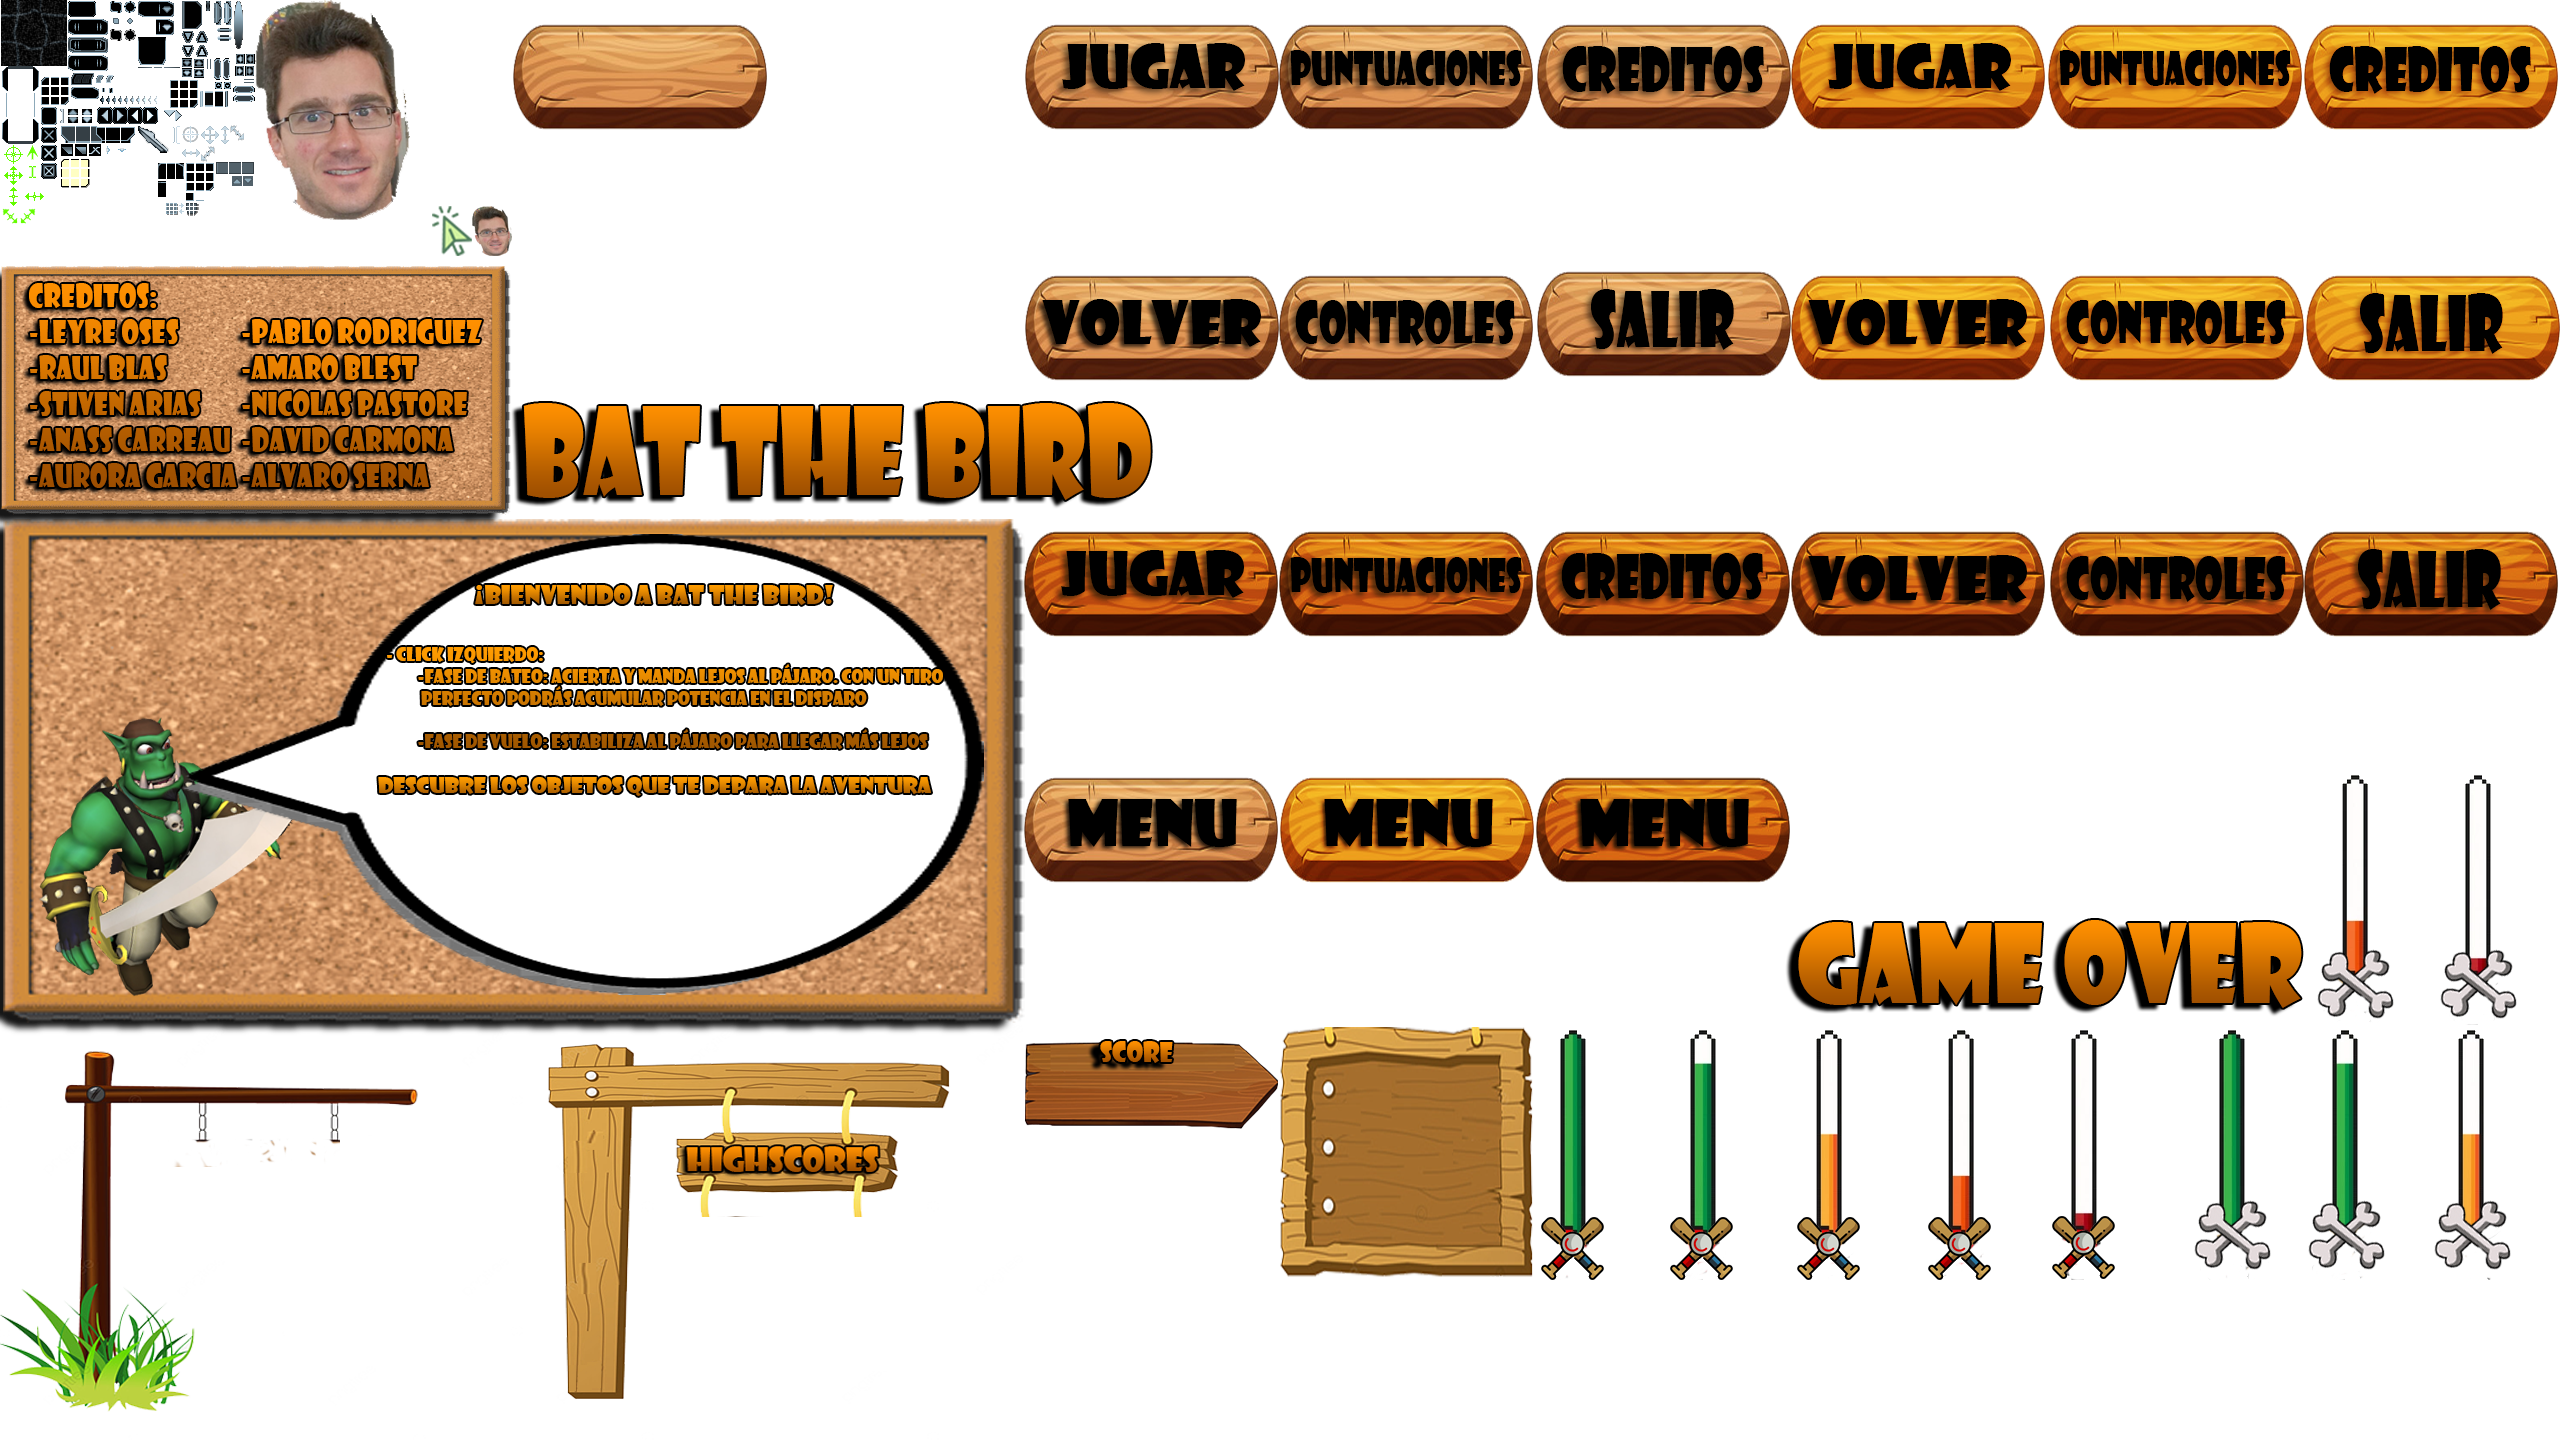 JUGAR
PUNTUACIONES
CREDITOS
JUGAR
PUNTUACIONES
CREDITOS
CREDITOS:
-LEYRE OSES
-RAUL BLAS
-STIVEN ARIAS
-ANASS CARREAU
-AURORA GARCIA
-PABLO RODRIGUEZ
-AMARO BLEST
-NICOLAS PASTORE
-DAVID CARMONA
-ALVARO SERNA
VOLVER
CONTROLES
SALIR
VOLVER
CONTROLES
SALIR
BAT THE BIRD
¡BIENVENIDO A BAT THE BIRD!
- CLICK IZQUIERDO:
-FASE DE BATEO: ACIERTA Y MANDA LEJOS AL PÁJARO. CON UN TIRO
PERFECTO PODRÁS ACUMULAR POTENCIA EN EL DISPARO
-FASE DE VUELO: ESTABILIZA AL PÁJARO PARA LLEGAR MÁS LEJOS
DESCUBRE LOS OBJETOS QUE TE DEPARA LA AVENTURA
JUGAR
PUNTUACIONES
CREDITOS
VOLVER
CONTROLES
SALIR
MENU
MENU
MENU
GAME OVER
SCORE
HIGHSCORES